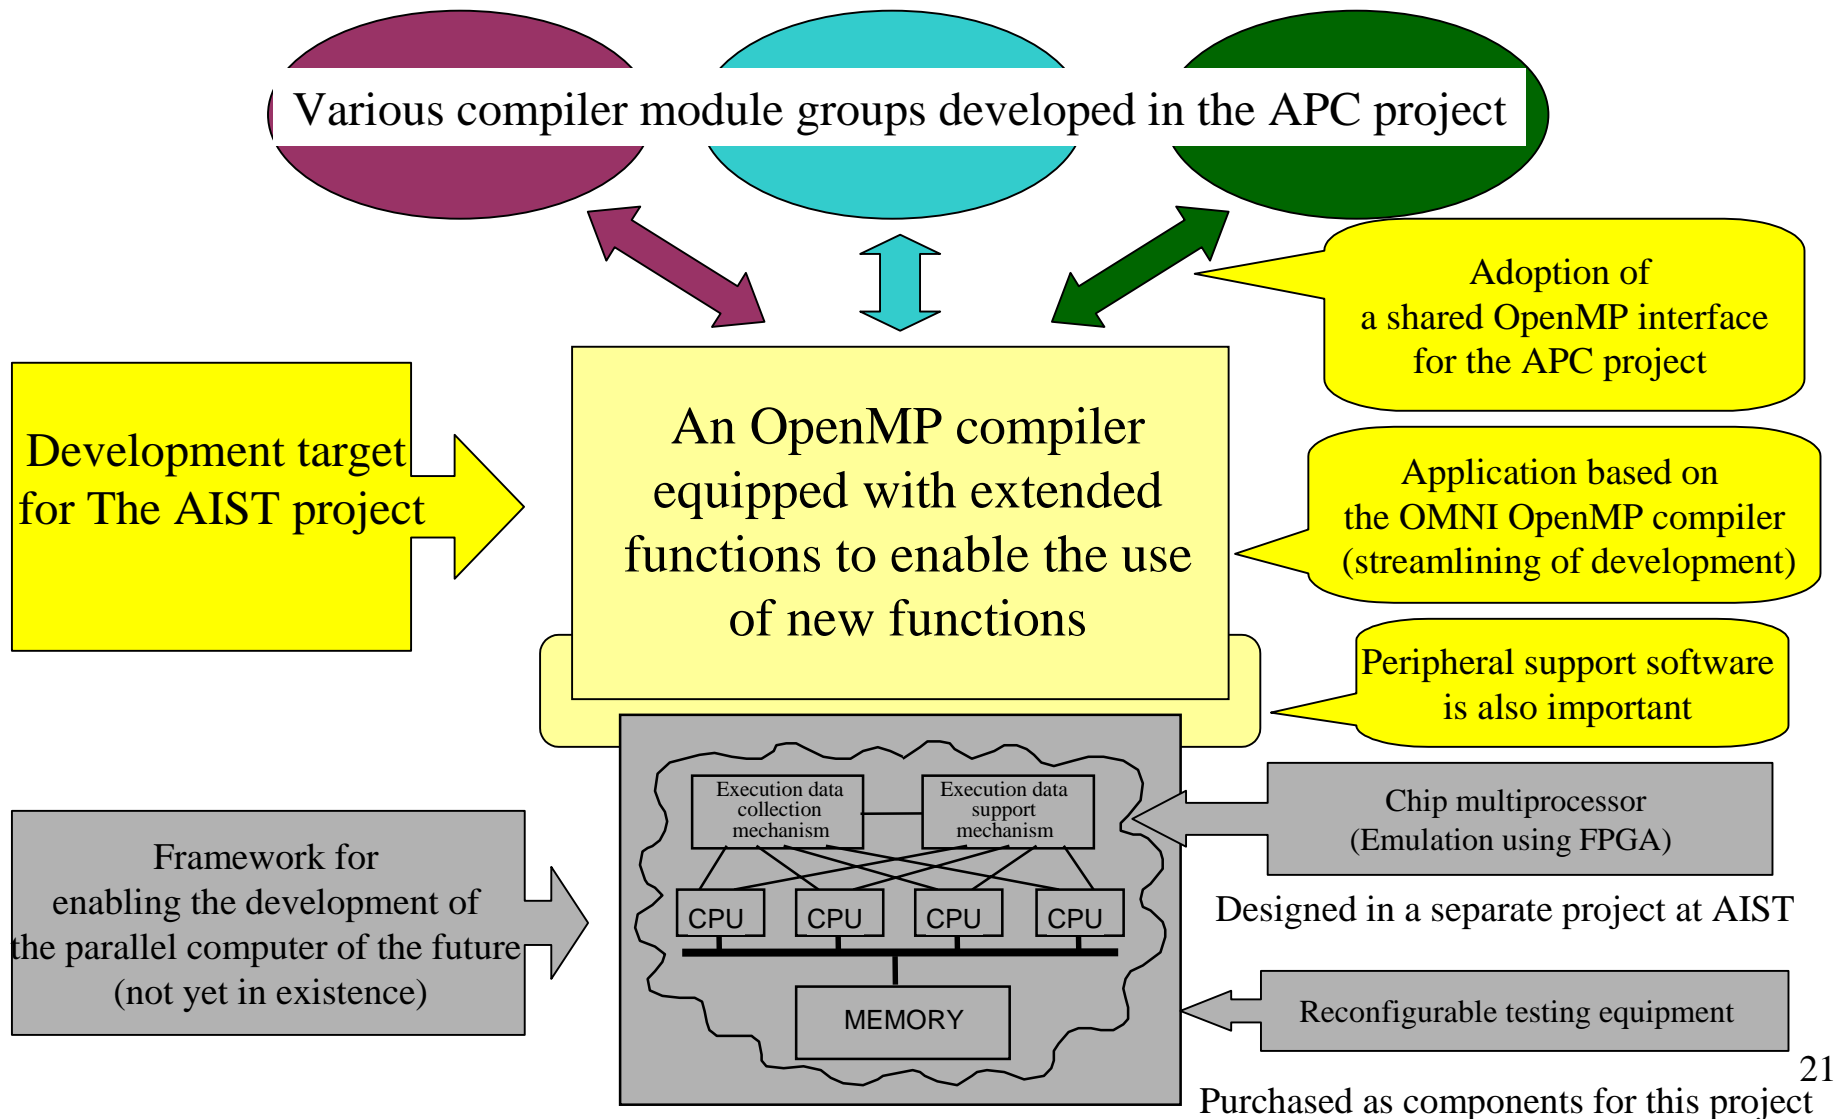 Various compiler module groups developed in the APC project
Adoption of
a shared OpenMP interface
for the APC project
Development target
for The AIST project
An OpenMP compiler
equipped with extended
functions to enable the use
of new functions
Application based on
the OMNI OpenMP compiler
(streamlining of development)
Peripheral support software
is also important
Execution data
collection
mechanism
Execution data
support
mechanism
CPU
CPU
CPU
CPU
MEMORY
Framework for
enabling the development of
the parallel computer of the future
(not yet in existence)
Chip multiprocessor
(Emulation using FPGA)
Designed in a separate project at AIST
Reconfigurable testing equipment
Purchased as components for this project
21